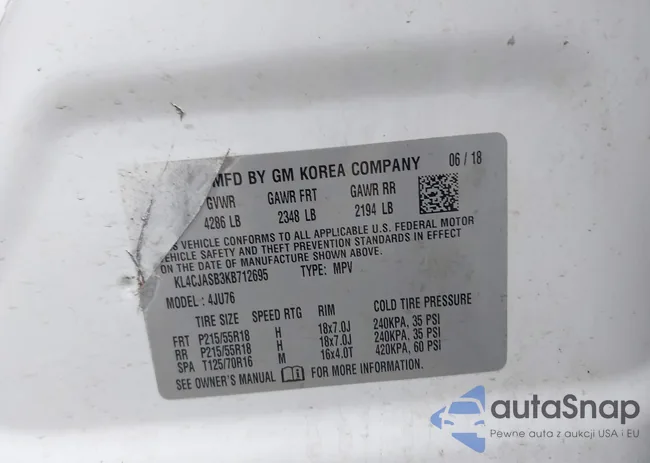 MFD BY GM KOREA COMPANY 06 / 18
GVWR GAWR FRT GAWR RR
4286 LB 2348 LB 2194 LB
VEHICLE CONFORMS TO ALL APPLICABLE U.S. FEDERAL MOTOR
VEHICLE SAFETY AND THEFT PREVENTION STANDARDS IN EFFECT
ON THE DATE OF MANUFACTURE SHOWN ABOVE.
KL4CJASB3KB712695 TYPE: MPV
MODEL : 4JU76
TIRE SIZE SPEED RTG RIM COLD TIRE PRESSURE
FRT P215/55R18 H 18x7.0J 240KPA, 35 PSI
RR P215/55R18 H 18x7.0J 240KPA, 35 PSI
SPA T125/70R16 M 16x4.0T 420KPA, 60 PSI
SEE OWNER'S MANUAL FOR MORE INFORMATION.
autaSnap
Pewne auta z aukcji USA i EU